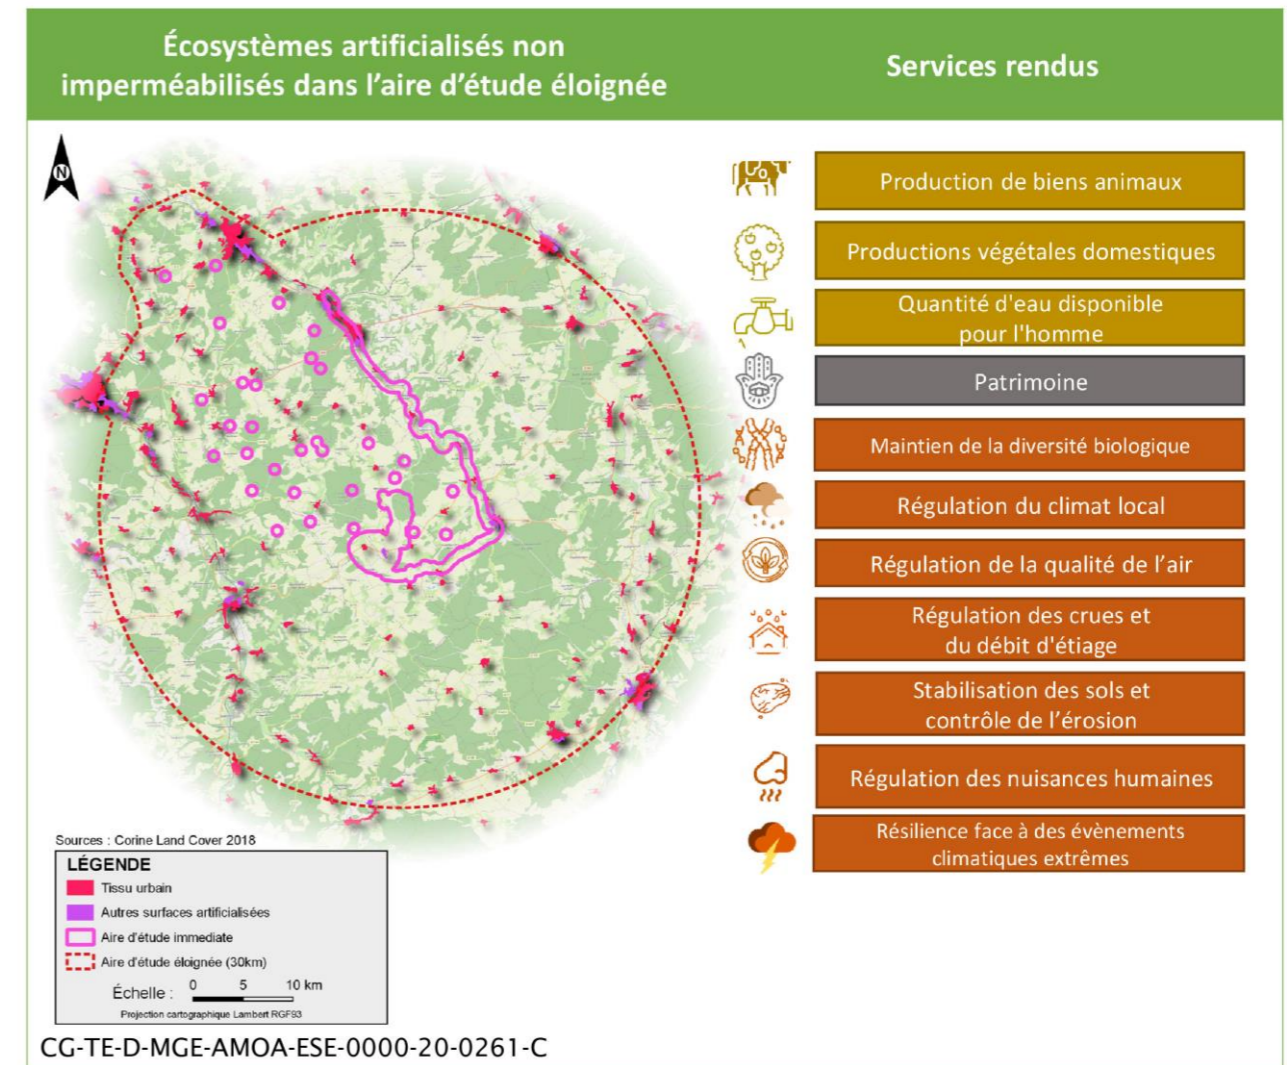 Écosystèmes artificialisés non
imperméabilisés dans l’aire d’étude éloignée
Services rendus
N
Production de biens animaux
Productions végétales domestiques
Quantité d'eau disponible
pour l'homme
Patrimoine
Maintien de la diversité biologique
Régulation du climat local
Régulation de la qualité de l’air
Régulation des crues et
du débit d'étiage
Stabilisation des sols et
contrôle de l’érosion
Régulation des nuisances humaines
Résilience face à des évènements
climatiques extrêmes
Sources : Corine Land Cover 2018
LÉGENDE
Tissu urbain
Autres surfaces artificialisées
Aire d'étude immediate
Aire d'étude éloignée (30km)
Échelle : 0 5 10 km
Projection cartographique Lambert RGF93
CG-TE-D-MGE-AMOA-ESE-0000-20-0261-C